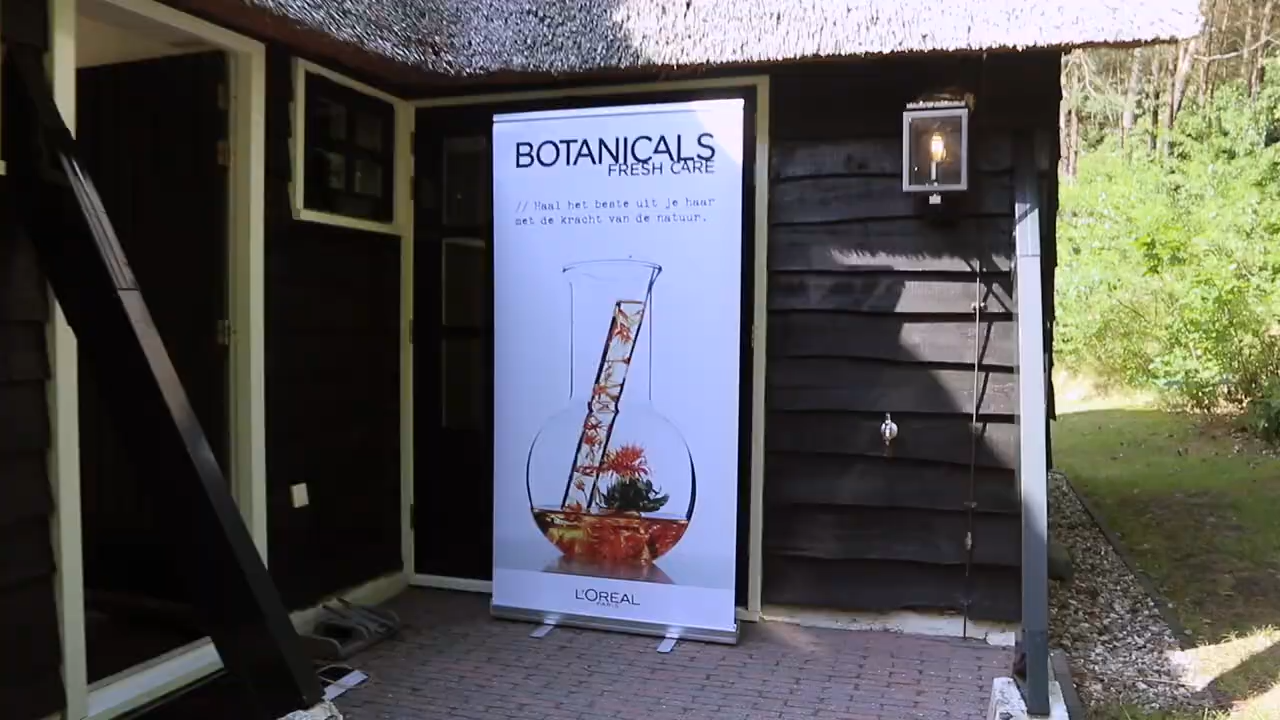 BOTANICALS
FRESH CARE
// Haal het beste uit je haar
met de kracht van de natuur.
L'ORÉAL
PARIS